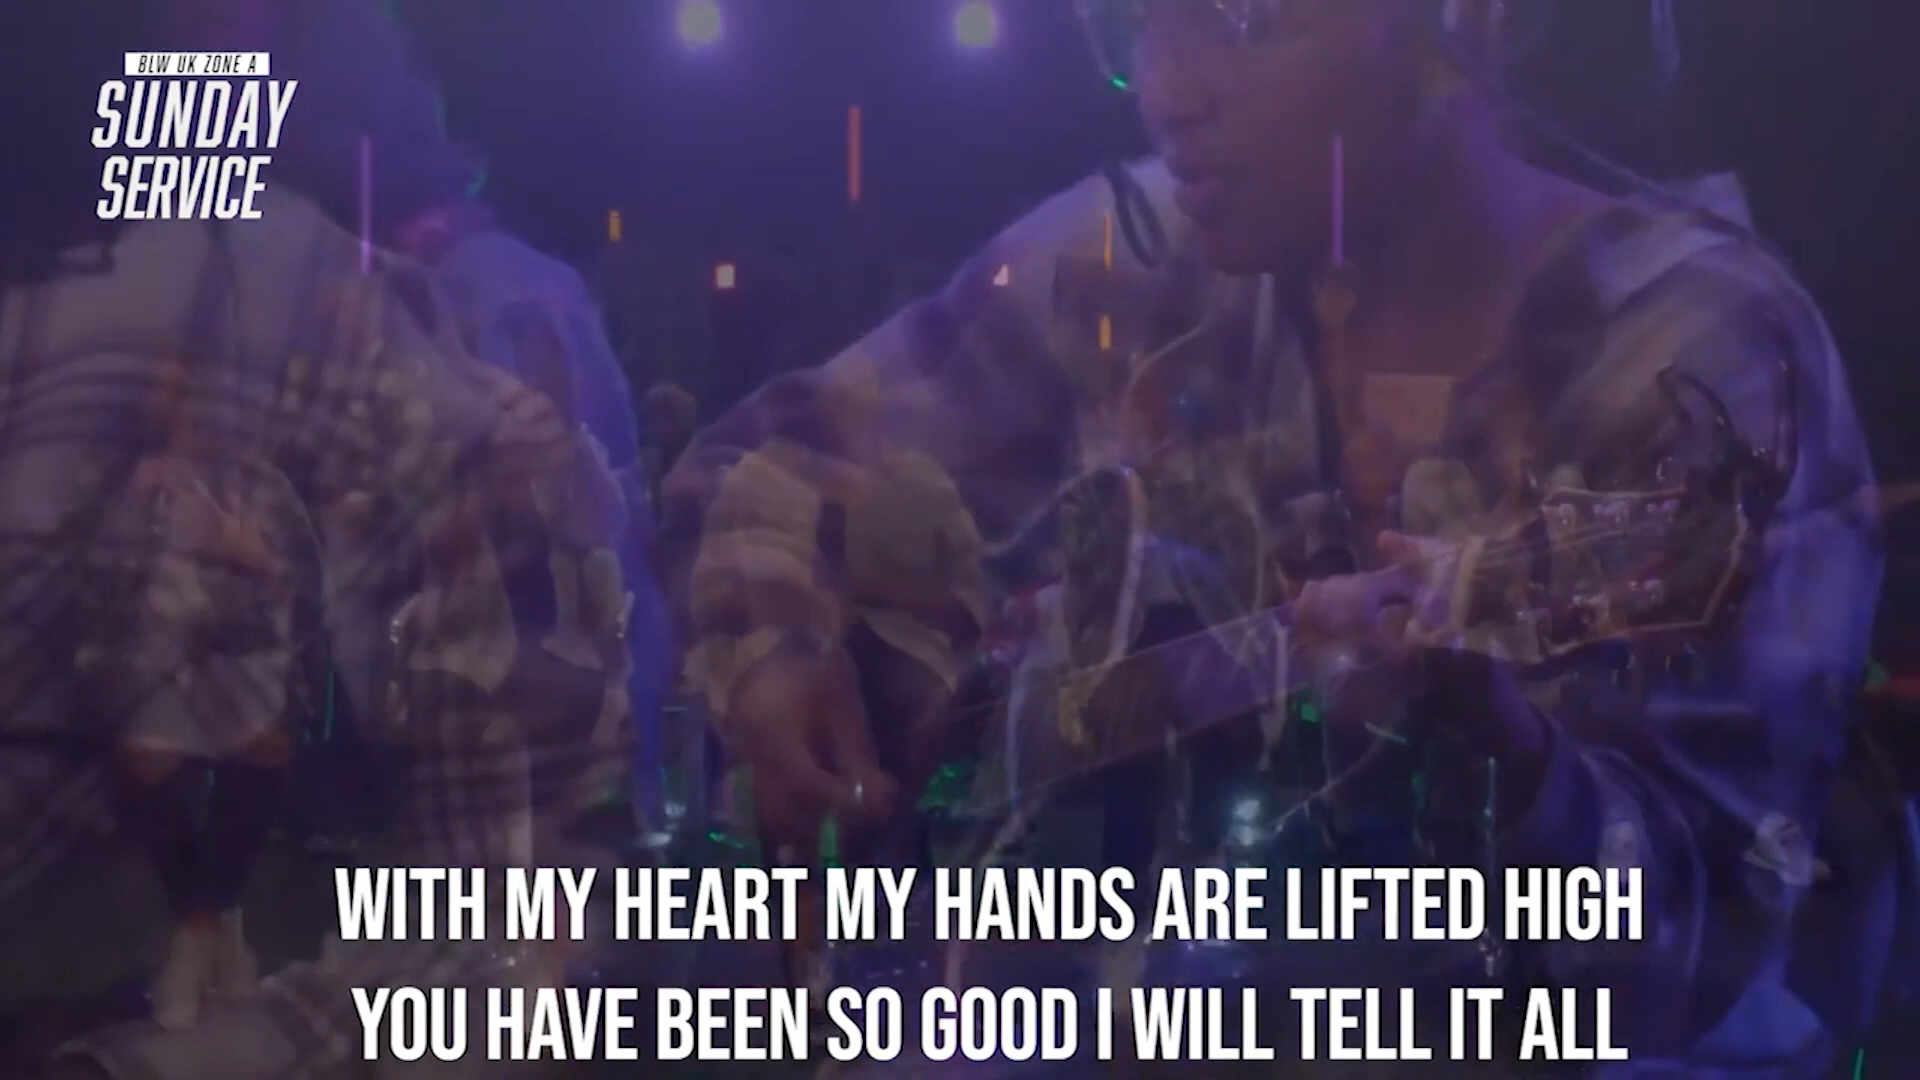 BLW UK ZONE A
SUNDAY
SERVICE
WITH MY HEART MY HANDS ARE LIFTED HIGH
YOU HAVE BEEN SO GOOD I WILL TELL IT ALL